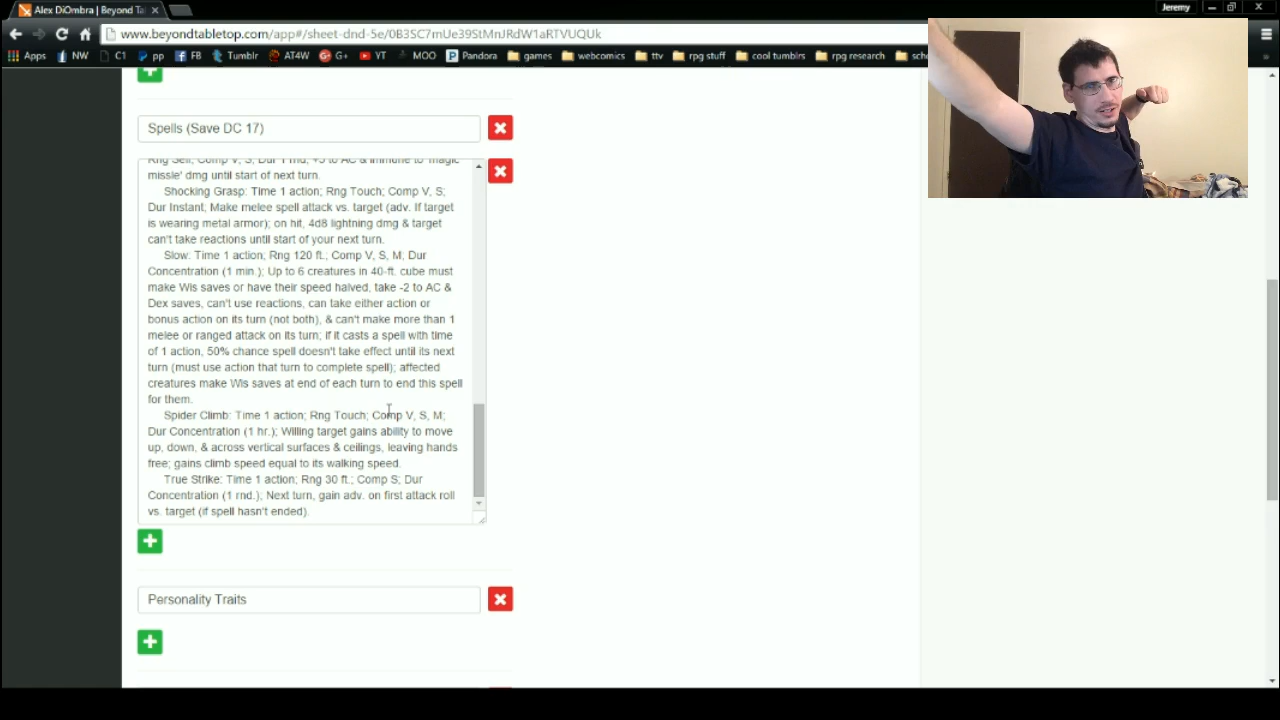 Alex DiOmbra | Beyond Ta
Jeremy
www.beyondtabletop.com/app#/sheet-dnd-5e/0B3SC7mUe39StMnJRdW1aRTVUQUk
Apps NW C1 pp FB Tumblr AT4W G+ YT MOO Pandora games webcomics ttv rpg stuff cool tumblrs rpg research
Spells (Save DC 17)
Rng Self; Comp V, S; Dur 1 rnd; +5 to AC & immune to 'magic
missle' dmg until start of next turn.
Shocking Grasp: Time 1 action; Rng Touch; Comp V, S;
Dur Instant; Make melee spell attack vs. target (adv. If target
is wearing metal armor); on hit, 4d8 lightning dmg & target
can't take reactions until start of your next turn.
Slow: Time 1 action; Rng 120 ft.; Comp V, S, M; Dur
Concentration (1 min.); Up to 6 creatures in 40-ft. cube must
make Wis saves or have their speed halved, take -2 to AC &
Dex saves, can't use reactions, can take either action or
bonus action on its turn (not both), & can't make more than 1
melee or ranged attack on its turn; if it casts a spell with time
of 1 action, 50% chance spell doesn't take effect until its next
turn (must use action that turn to complete spell); affected
creatures make Wis saves at end of each turn to end this spell
for them.
Spider Climb: Time 1 action; Rng Touch; Comp V, S, M;
Dur Concentration (1 hr.); Willing target gains ability to move
up, down, & across vertical surfaces & ceilings, leaving hands
free; gains climb speed equal to its walking speed.
True Strike: Time 1 action; Rng 30 ft.; Comp S; Dur
Concentration (1 rnd.); Next turn, gain adv. on first attack roll
vs. target (if spell hasn't ended).
Personality Traits